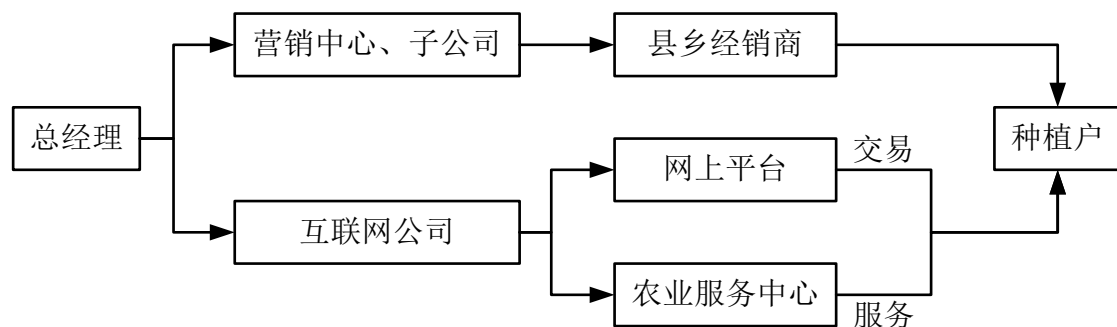 营销中心、子公司
县乡经销商
总经理
种植户
网上平台
交易
互联网公司
农业服务中心
服务